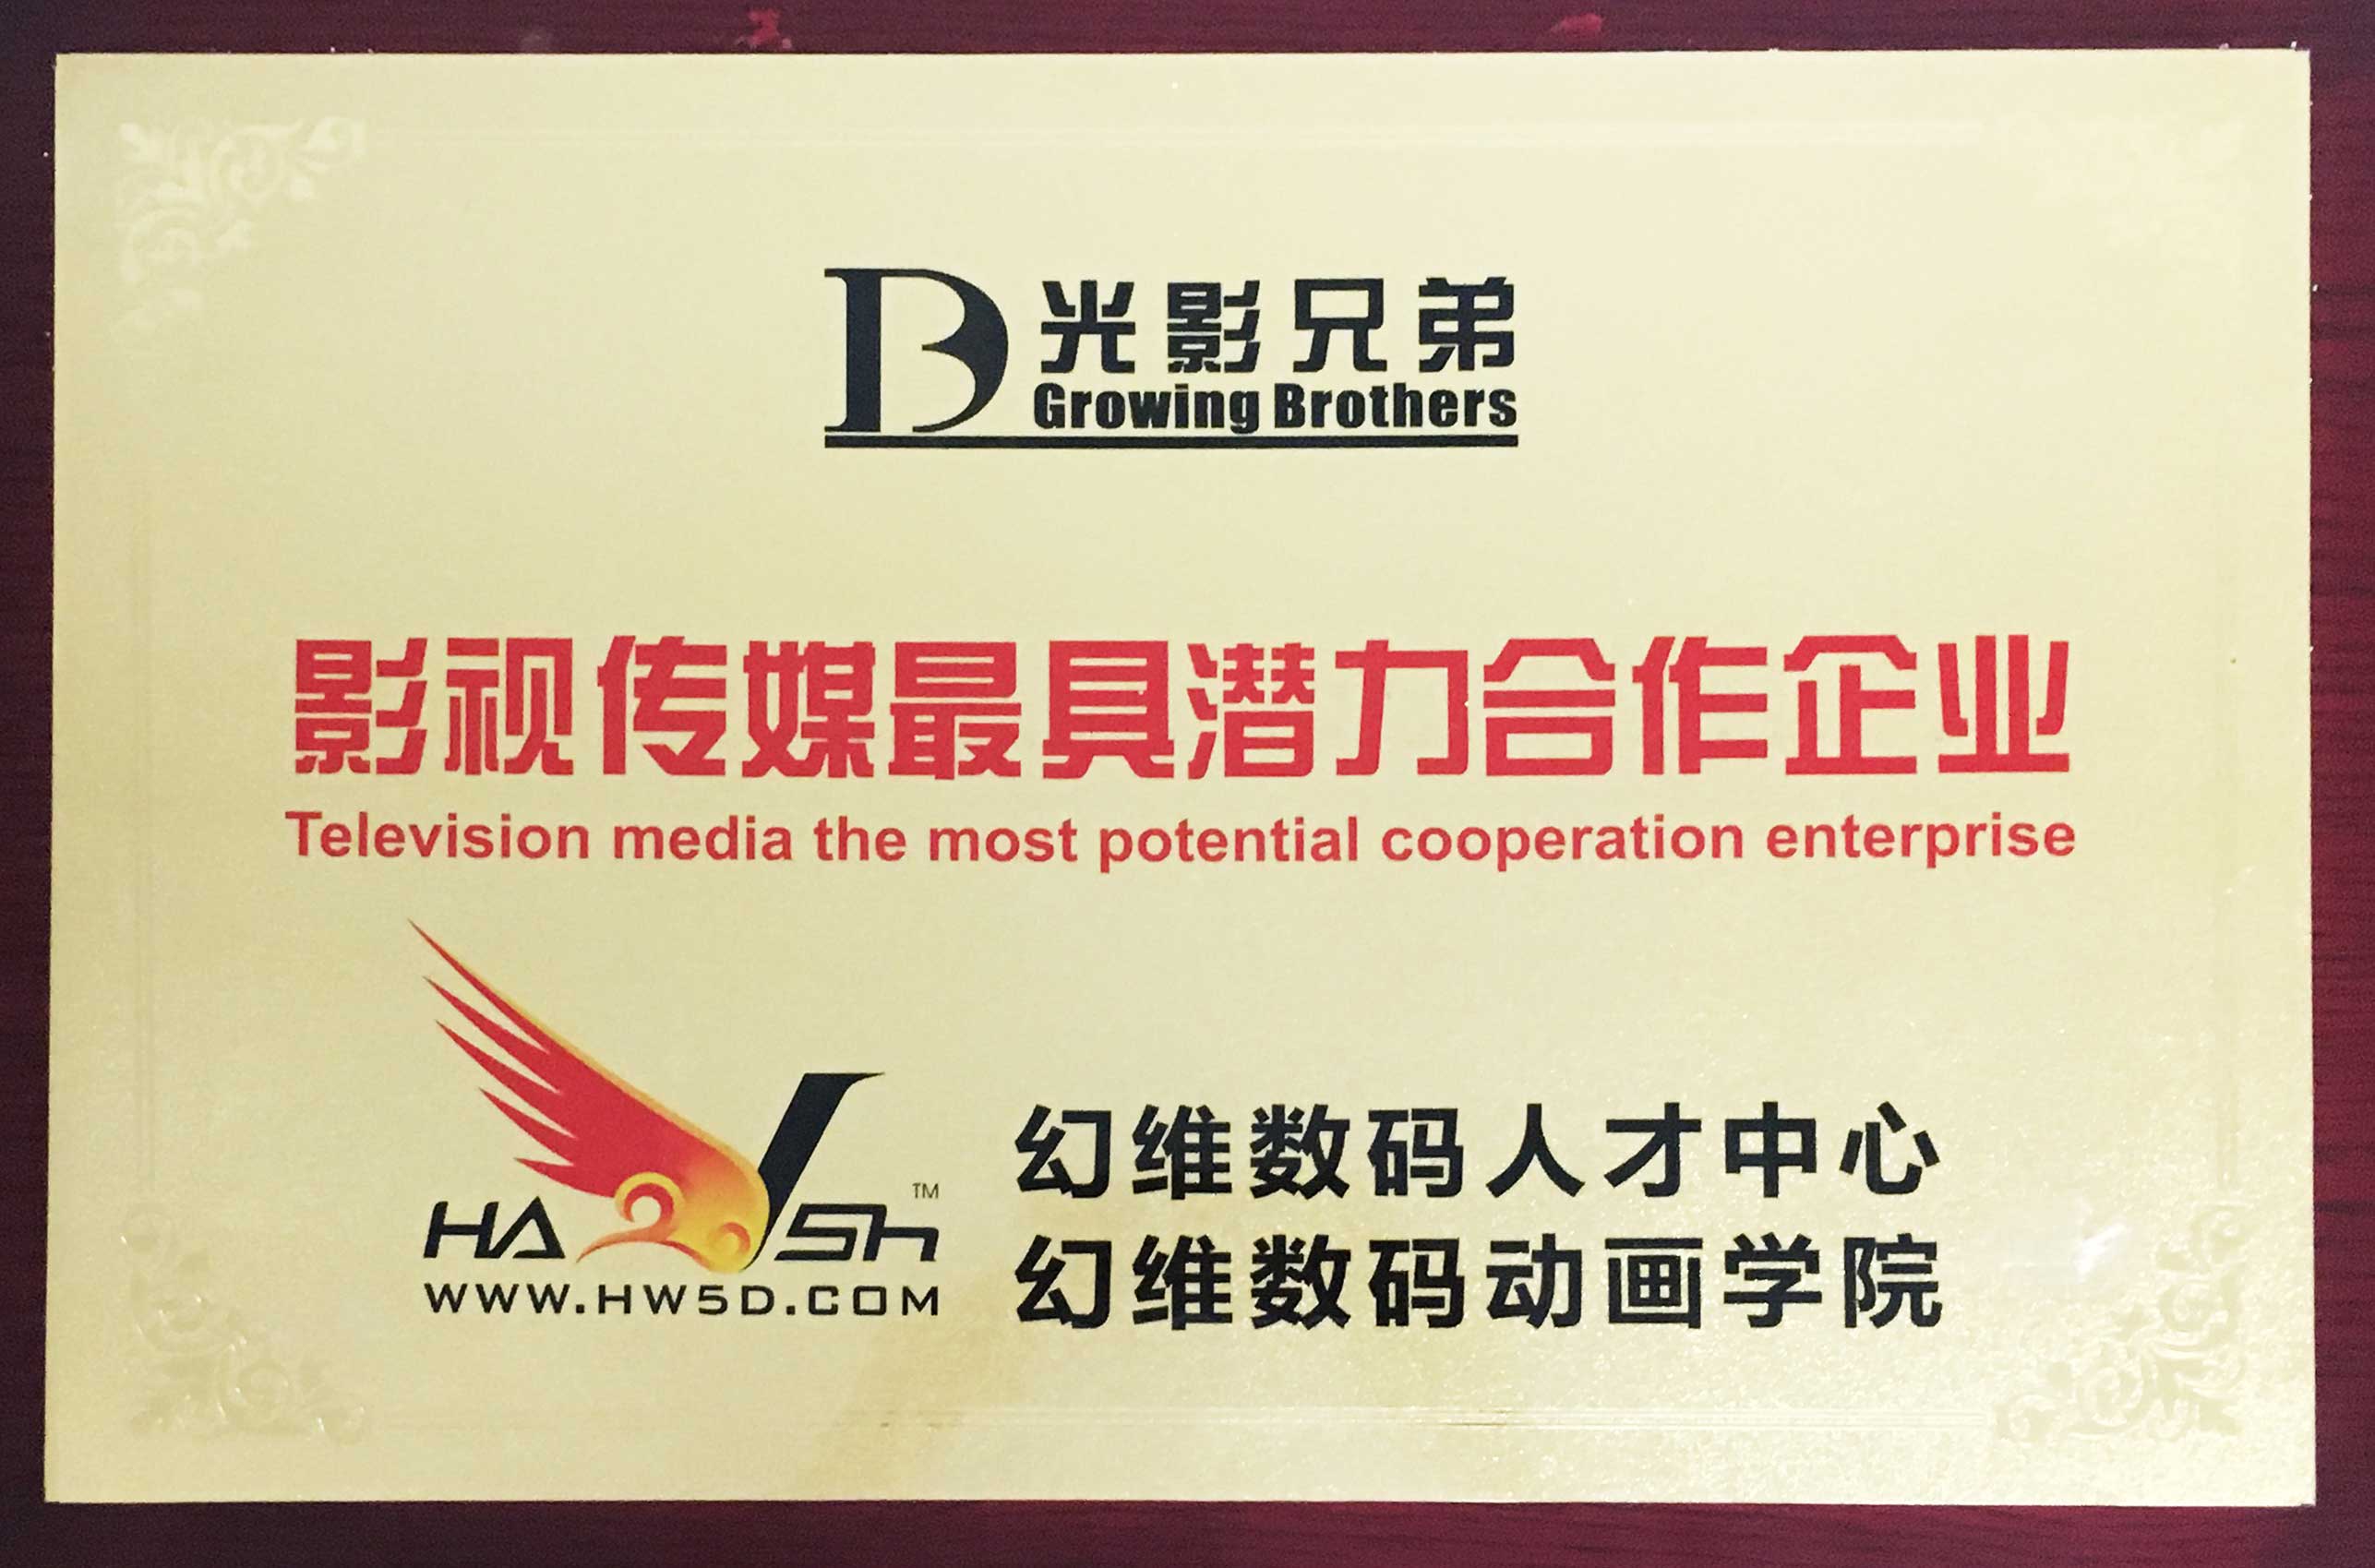 光影兄弟
Growing Brothers
影视传媒最具潜力合作企业
Television media the most potential cooperation enterprise
TM
WWW.HW5D.COM
幻维数码人才中心
幻维数码动画学院